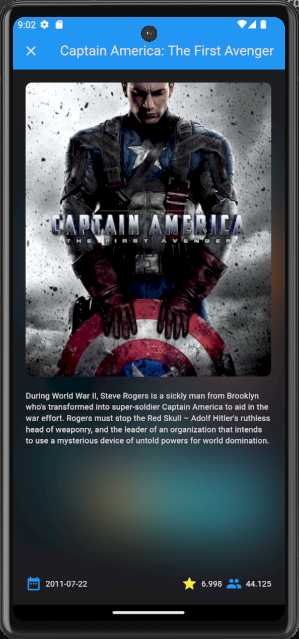 9:02
Captain America: The First Avenger
CAPTAIN AMERICA
THE FIRST AVENGER
During World War II, Steve Rogers is a sickly man from Brooklyn
who's transformed into super-soldier Captain America to aid in the
war effort. Rogers must stop the Red Skull – Adolf Hitler's ruthless
head of weaponry, and the leader of an organization that intends
to use a mysterious device of untold powers for world domination.
2011-07-22 6.998 44.125